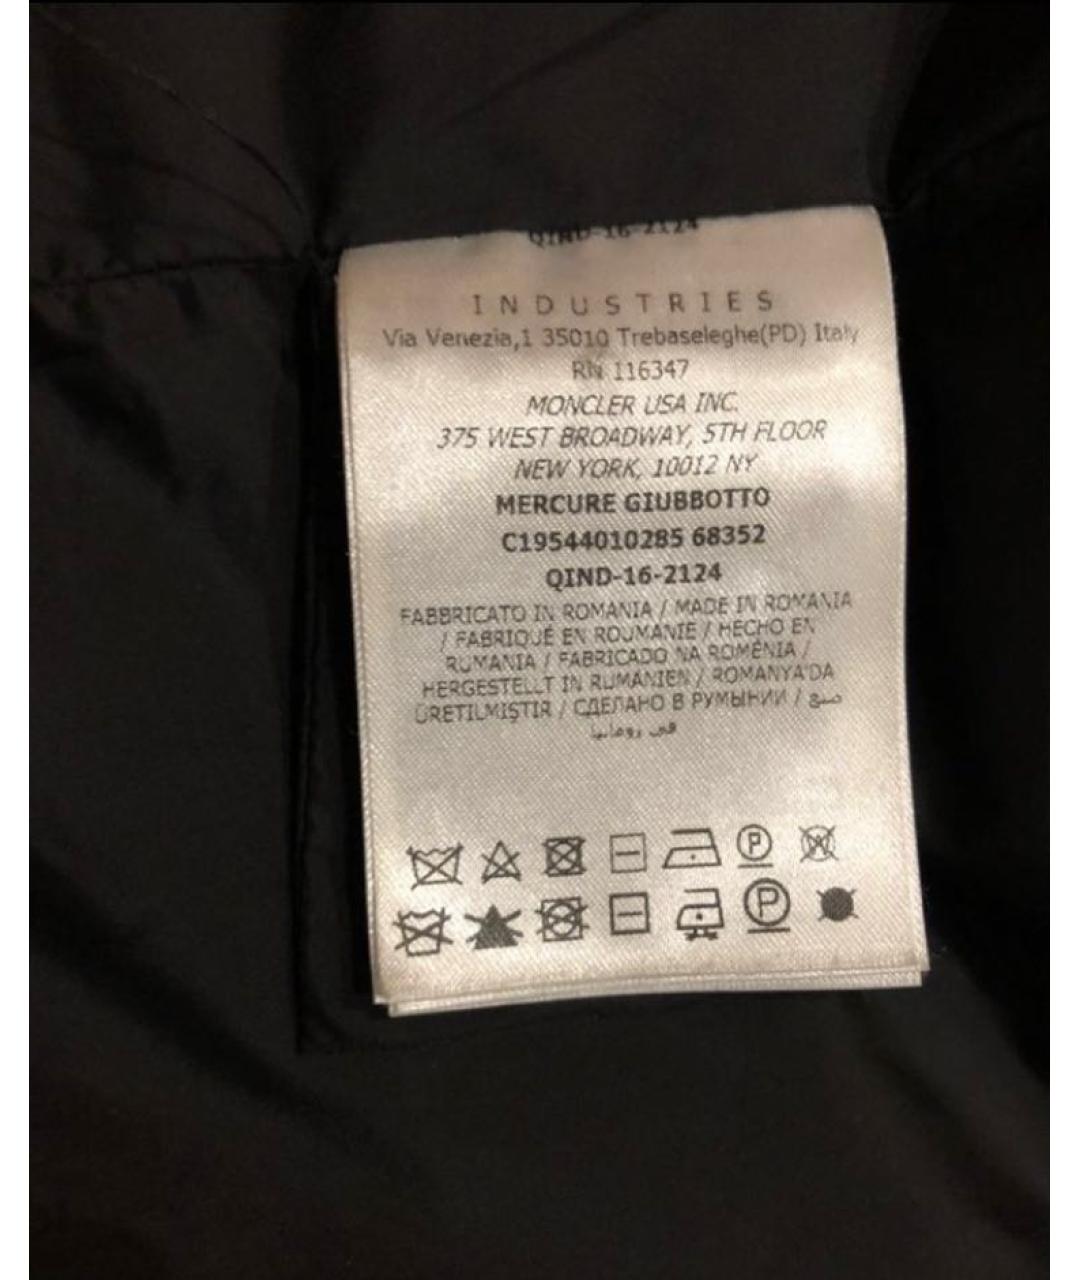 QIND-16-2124
INDUSTRIES
Via Venezia,1 35010 Trebaseleghe(PD) Italy
RN 116347
MONCLER USA INC.
375 WEST BROADWAY, 5TH FLOOR
NEW YORK, 10012 NY
MERCURE GIUBBOTTO
C19544010285 68352
QIND-16-2124
FABBRICATO IN ROMANIA / MADE IN ROMANIA
/ FABRIQUÉ EN ROUMANIE / HECHO EN
RUMANIA / FABRICADO NA ROMÊNIA /
HERGESTELLT IN RUMÄNIEN / ROMANYA'DA
ÜRETILMIŞTIR / СДЕЛАНО В РУМЫНИИ / صنع
في رومانيا
P W
P